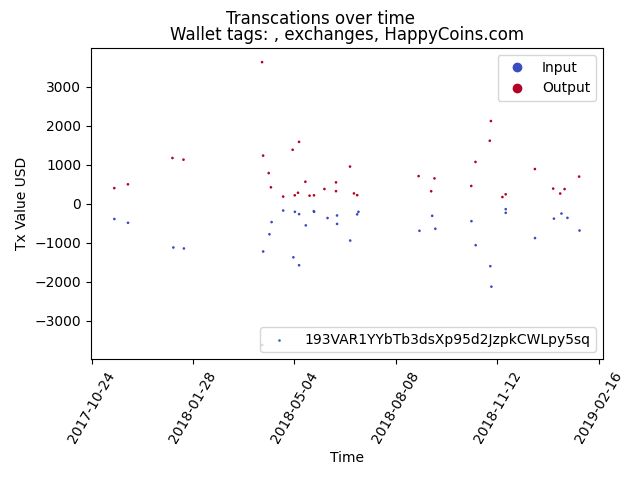 Transcations over time
Wallet tags: , exchanges, HappyCoins.com
Input
Output
3000
2000
1000
0
−1000
−2000
−3000
Tx Value USD
193VAR1YYbTb3dsXp95d2JzpkCWLpy5sq
2017-10-24
2018-01-28
2018-05-04
2018-08-08
2018-11-12
2019-02-16
Time